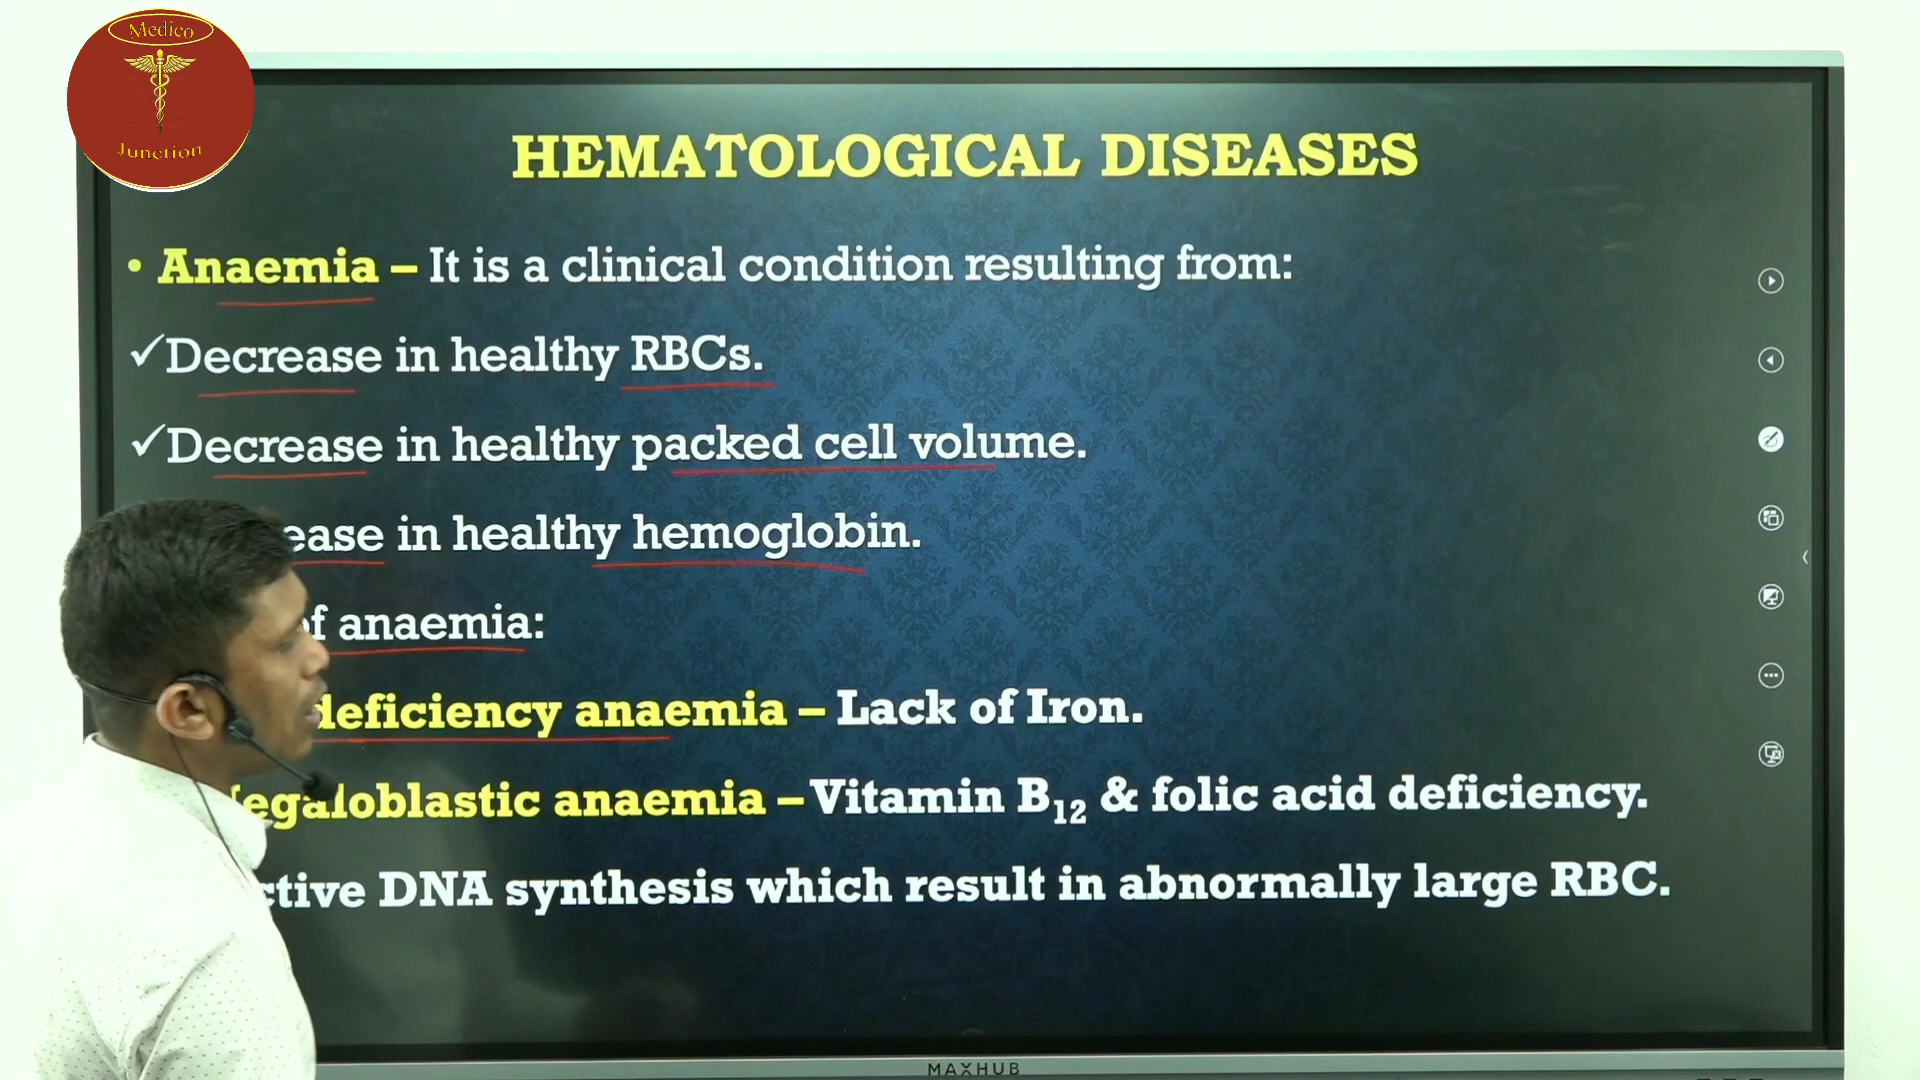 Medico
Junction
HEMATOLOGICAL DISEASES
• Anaemia – It is a clinical condition resulting from:
✓Decrease in healthy RBCs.
✓Decrease in healthy packed cell volume.
ease in healthy hemoglobin.
of anaemia:
deficiency anaemia – Lack of Iron.
egaloblastic anaemia – Vitamin B₁₂ & folic acid deficiency.
ctive DNA synthesis which result in abnormally large RBC.
MAXHUB